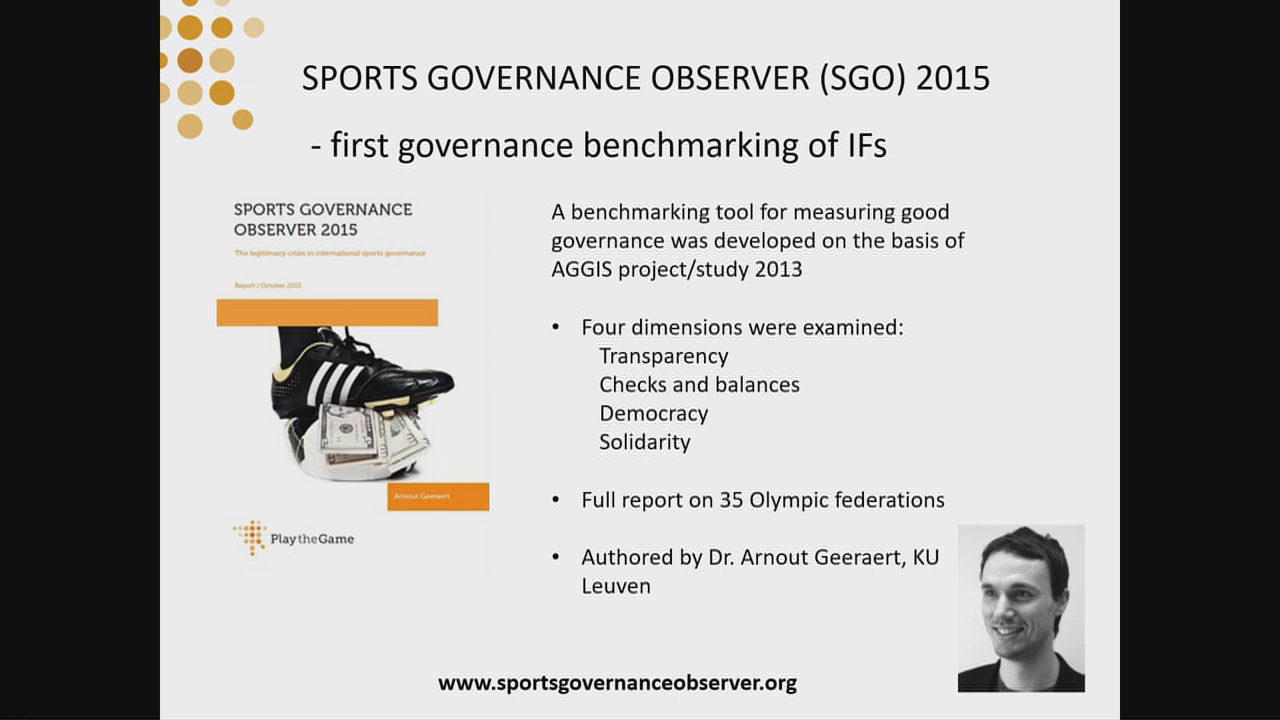 SPORTS GOVERNANCE OBSERVER (SGO) 2015
- first governance benchmarking of IFs
SPORTS GOVERNANCE
OBSERVER 2015
The legitimacy crisis in international sports governance
Report / October 2015
Arnout Geeraert
Play the Game
A benchmarking tool for measuring good
governance was developed on the basis of
AGGIS project/study 2013
• Four dimensions were examined:
Transparency
Checks and balances
Democracy
Solidarity
• Full report on 35 Olympic federations
• Authored by Dr. Arnout Geeraert, KU
Leuven
www.sportsgovernanceobserver.org